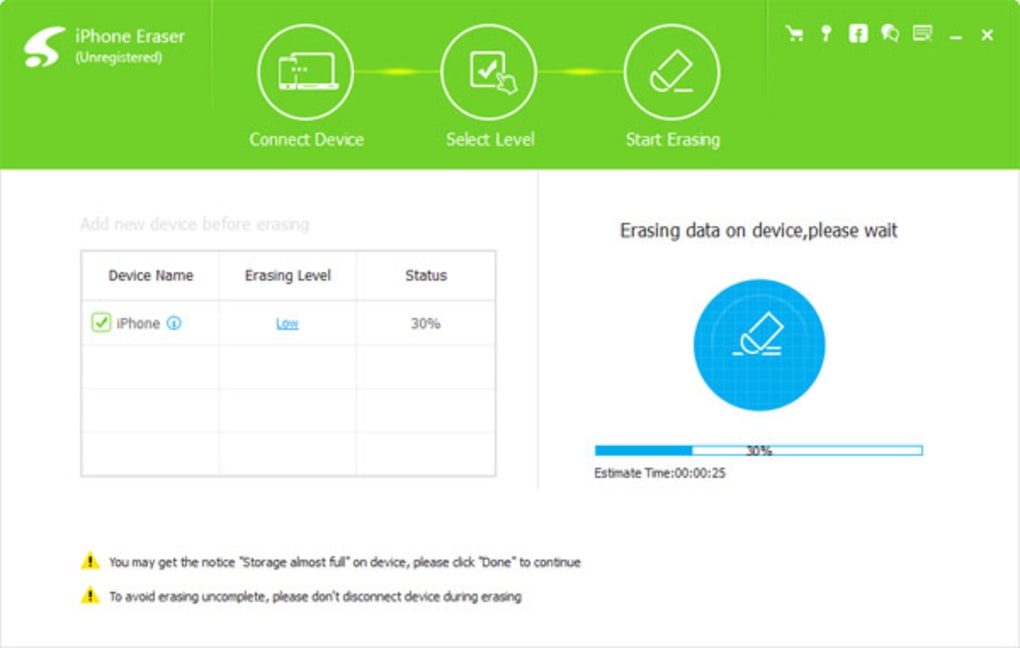 iPhone Eraser
(Unregistered)
Connect Device
Select Level
Start Erasing
Add new device before erasing
Device Name Erasing Level Status
iPhone Low 30%
Erasing data on device,please wait
30%
Estimate Time:00:00:25
You may get the notice "Storage almost full" on device, please click "Done" to continue
To avoid erasing uncomplete, please don't disconnect device during erasing